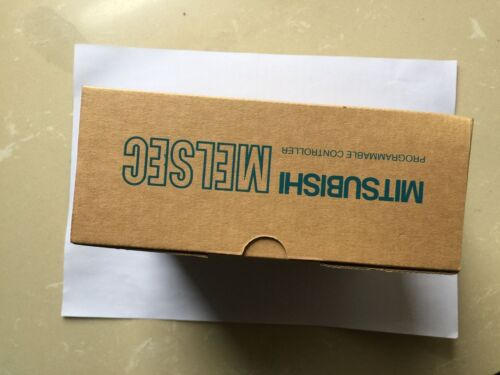 MITSUBISHI MELSEC
PROGRAMMABLE CONTROLLER